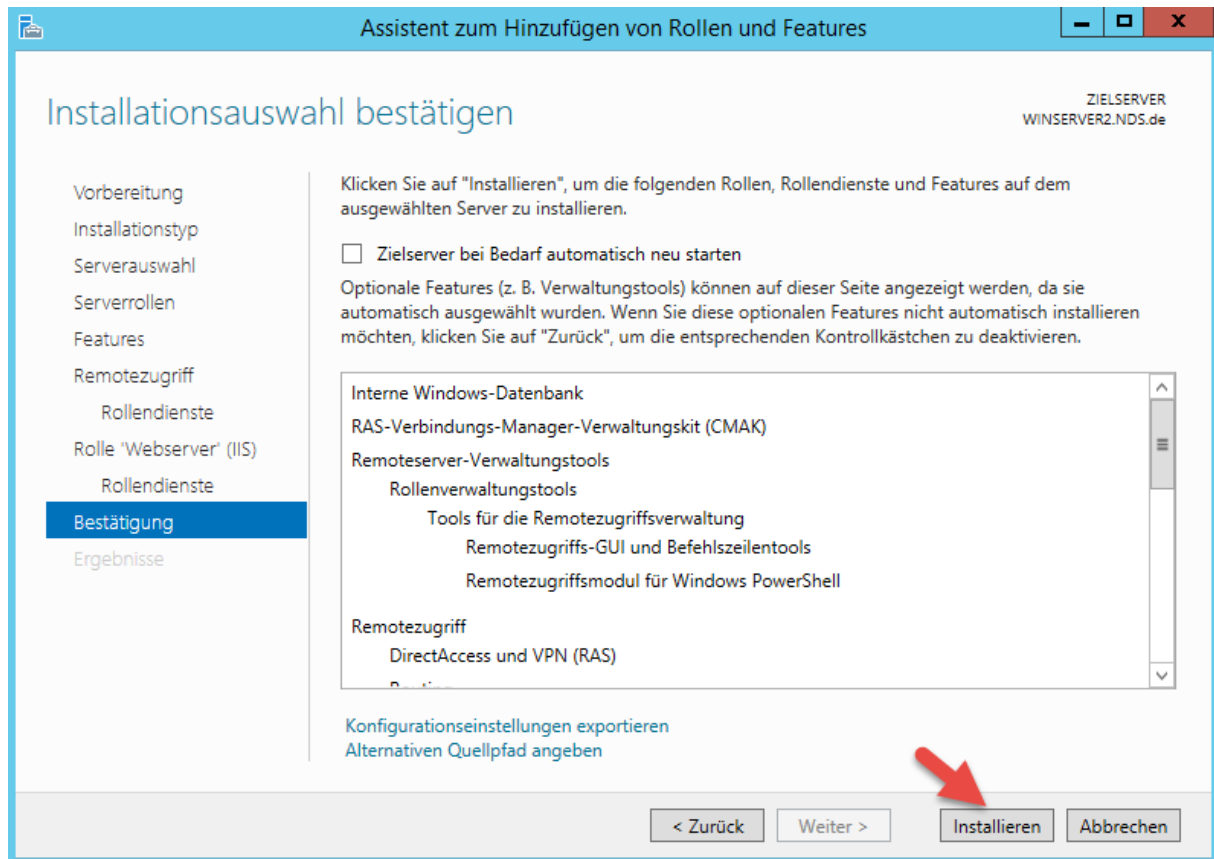 Assistent zum Hinzufügen von Rollen und Features
Installationsauswahl bestätigen
ZIELSERVER
WINSERVER2.NDS.de
Vorbereitung
Installationstyp
Serverauswahl
Serverrollen
Features
Remotezugriff
Rollendienste
Rolle "Webserver" (IIS)
Rollendienste
Bestätigung
Ergebnisse
Klicken Sie auf "Installieren", um die folgenden Rollen, Rollendienste und Features auf dem
ausgewählten Server zu installieren.
Zielserver bei Bedarf automatisch neu starten
Optionale Features (z. B. Verwaltungstools) können auf dieser Seite angezeigt werden, da sie
automatisch ausgewählt wurden. Wenn Sie diese optionalen Features nicht automatisch installieren
möchten, klicken Sie auf "Zurück", um die entsprechenden Kontrollkästchen zu deaktivieren.
Interne Windows-Datenbank
RAS-Verbindungs-Manager-Verwaltungskit (CMAK)
Remoteserver-Verwaltungstools
Rollenverwaltungstools
Tools für die Remotezugriffsverwaltung
Remotezugriffs-GUI und Befehlszeilentools
Remotezugriffsmodul für Windows PowerShell
Remotezugriff
DirectAccess und VPN (RAS)
Konfigurationseinstellungen exportieren
Alternativen Quellpfad angeben
< Zurück
Weiter >
Installieren
Abbrechen